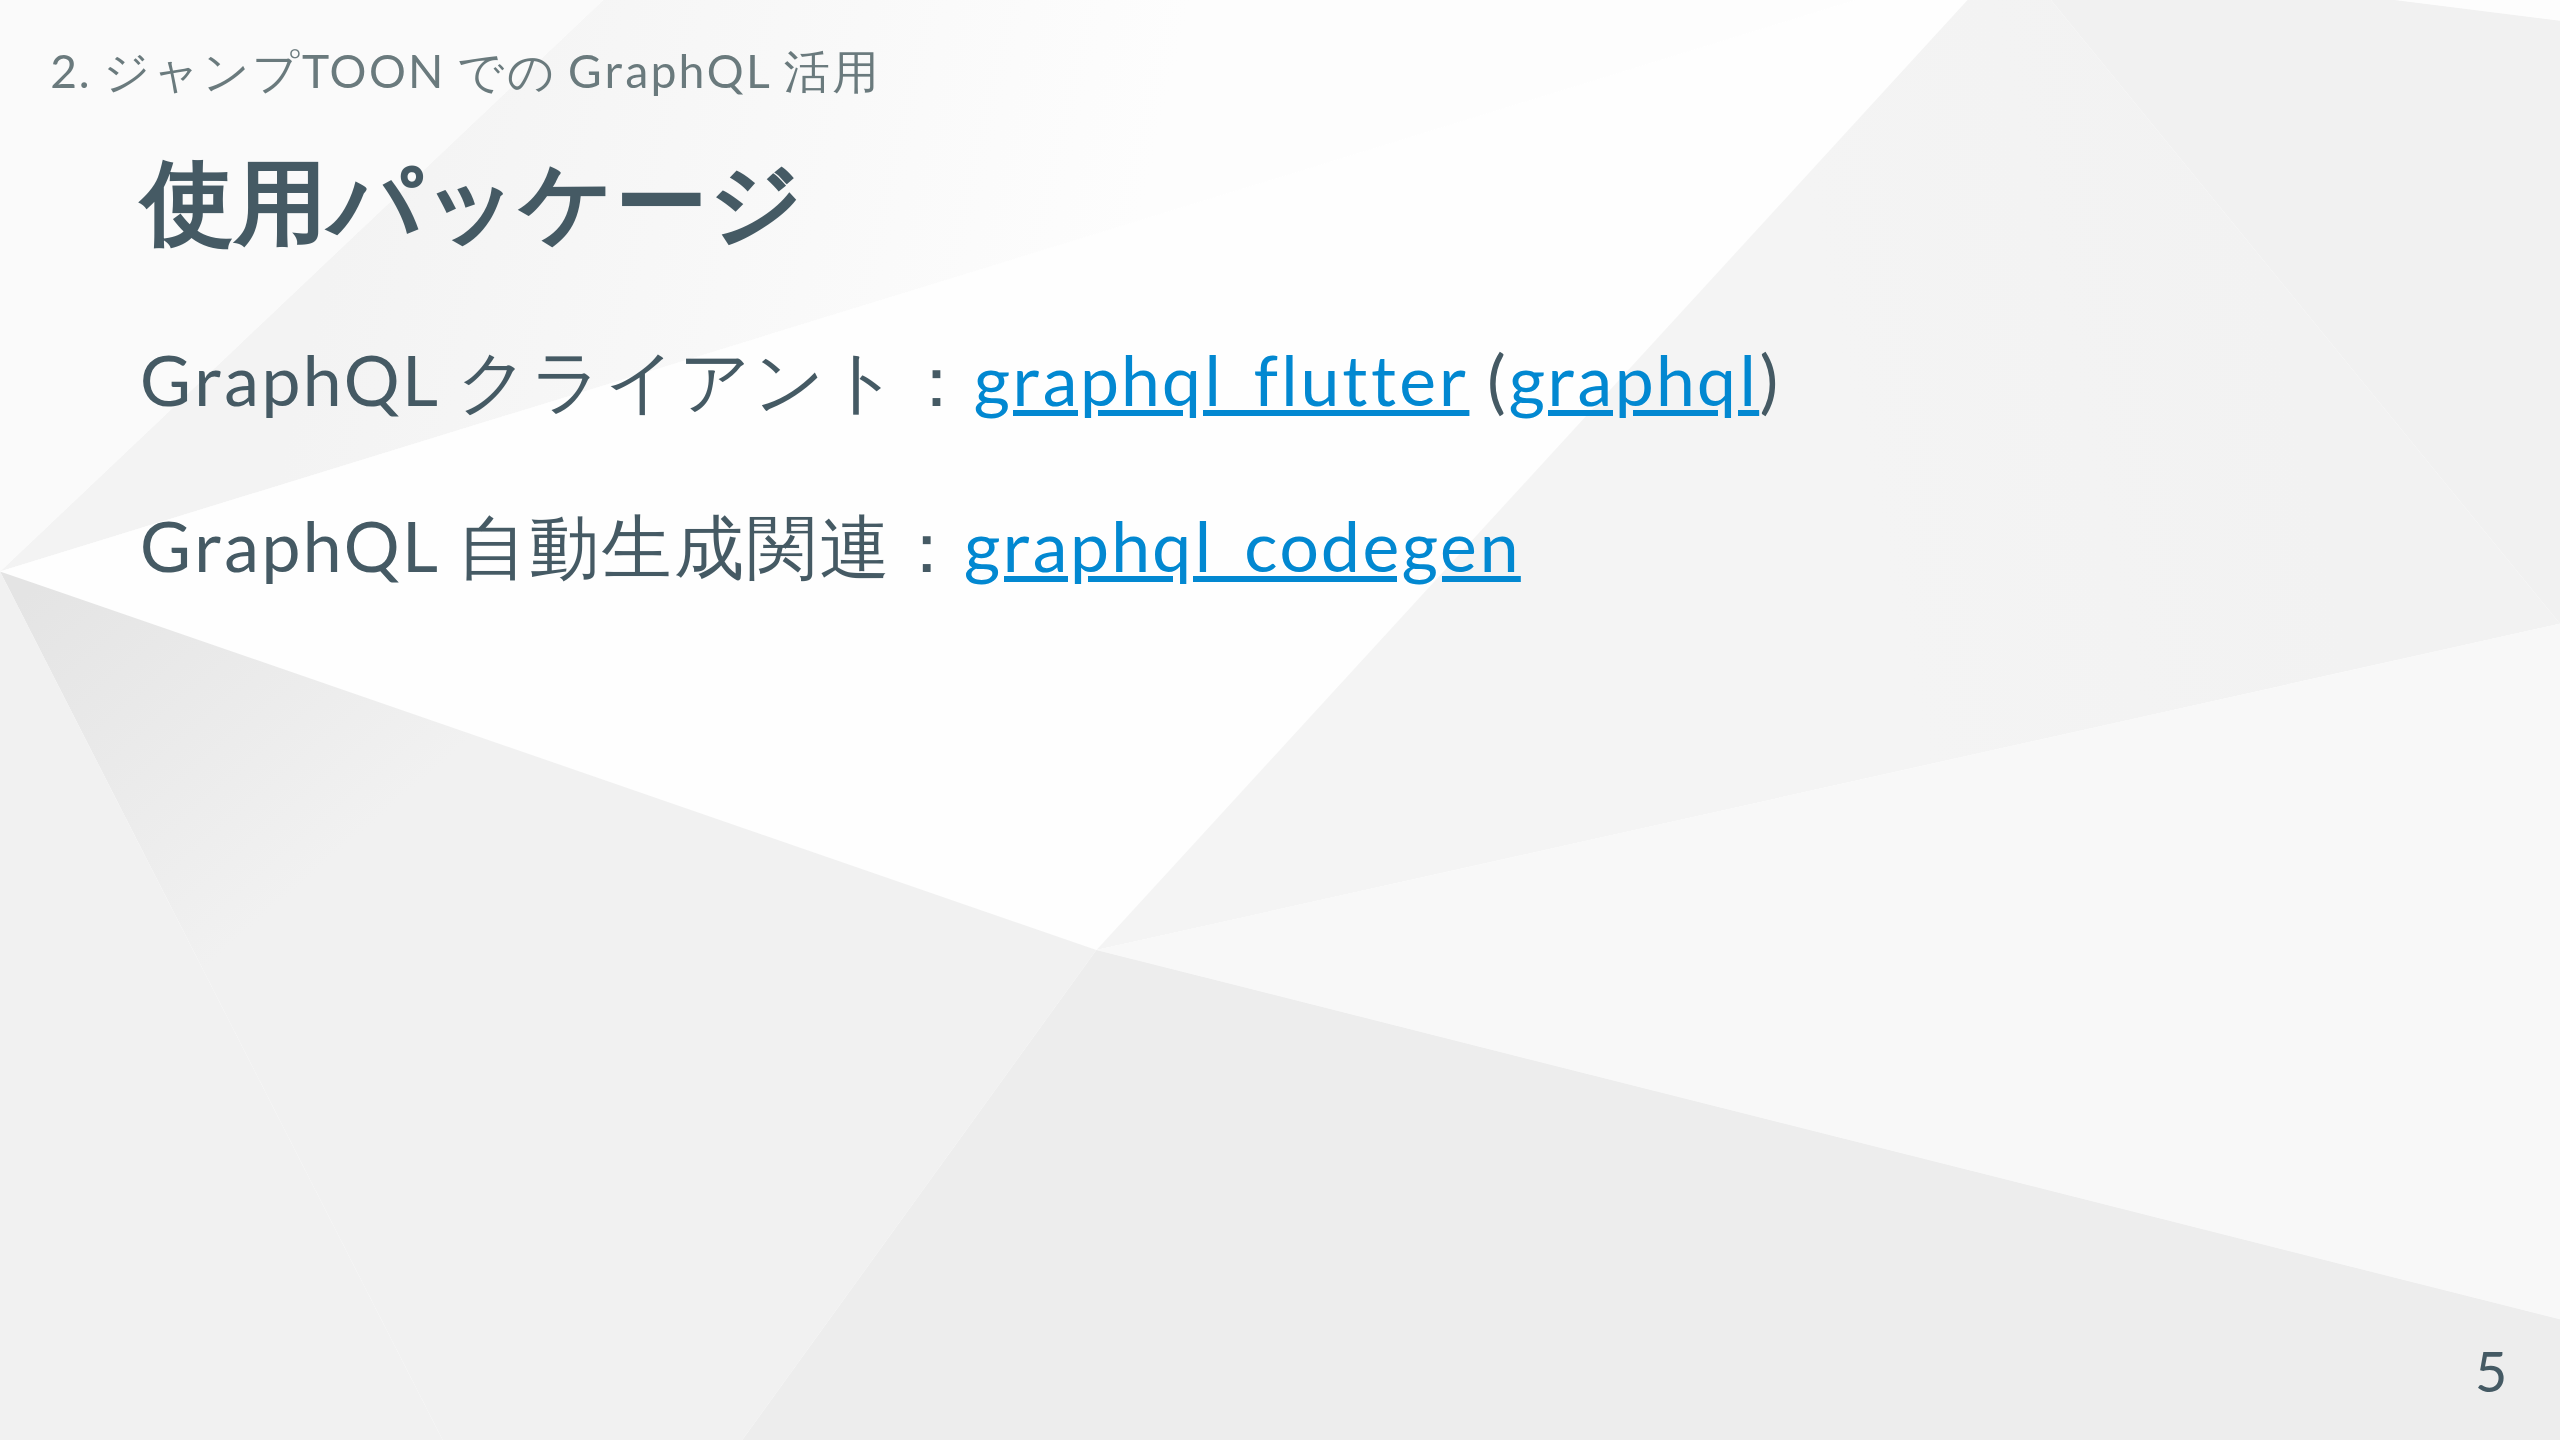 2. ジャンプTOON での GraphQL 活用
使用パッケージ
GraphQL クライアント：graphql_flutter (graphql)
GraphQL 自動生成関連：graphql_codegen
5